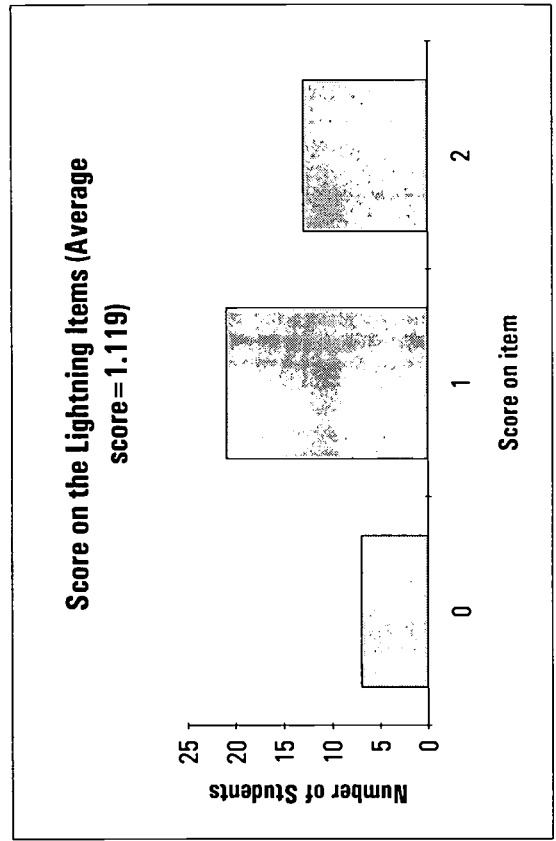 Score on the Lightning Items (Average
score = 1.119)
Number of Students
25
20
15
10
5
0
0
1
2
Score on item